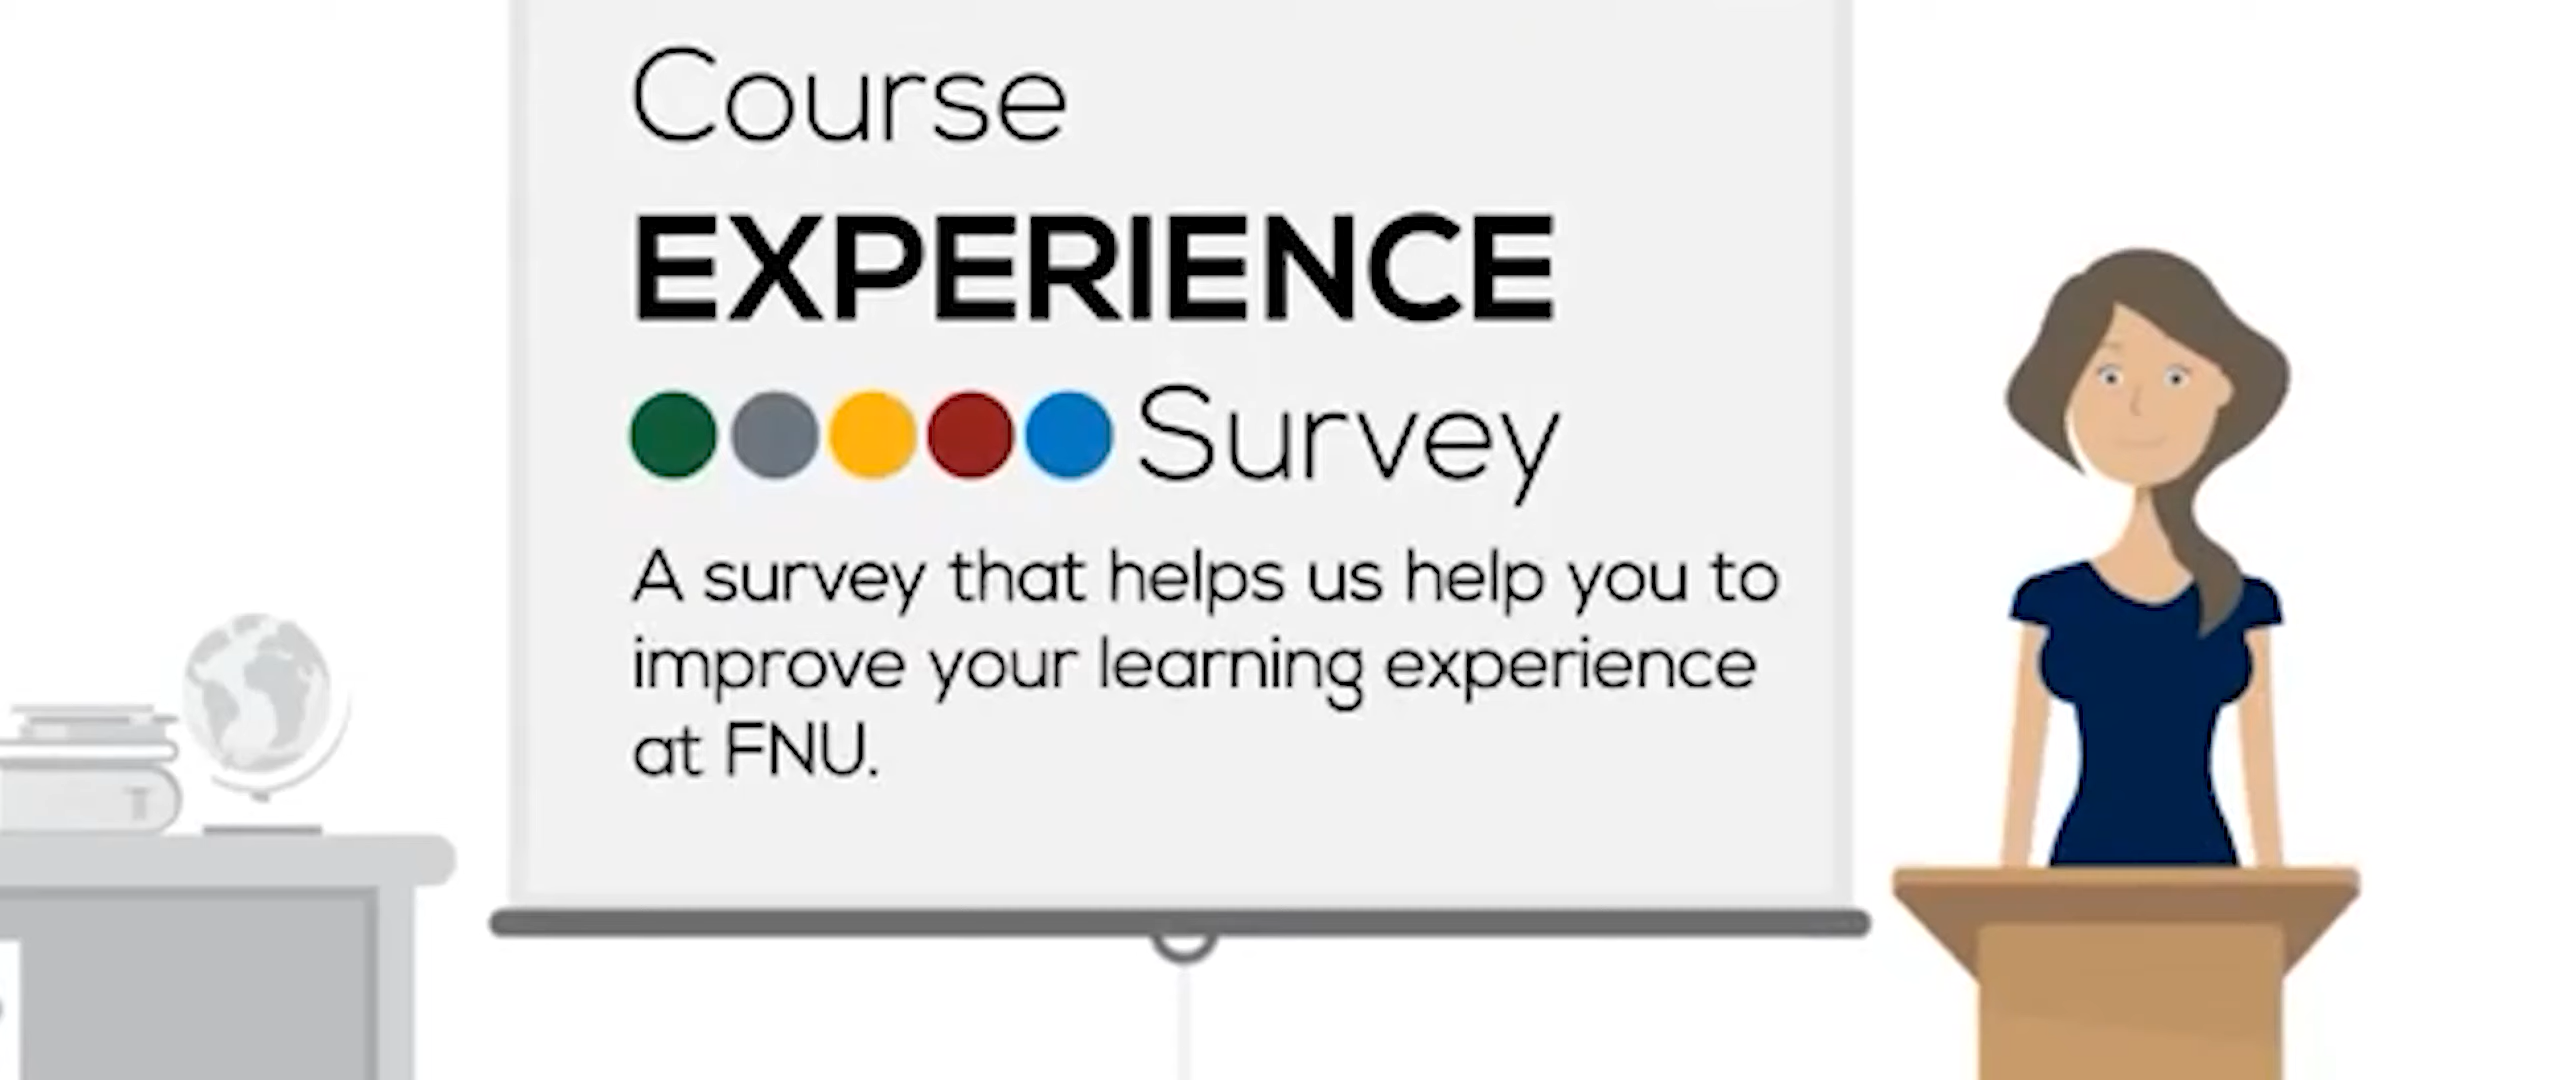 Course
EXPERIENCE
Survey
A survey that helps us help you to
improve your learning experience
at FNU.